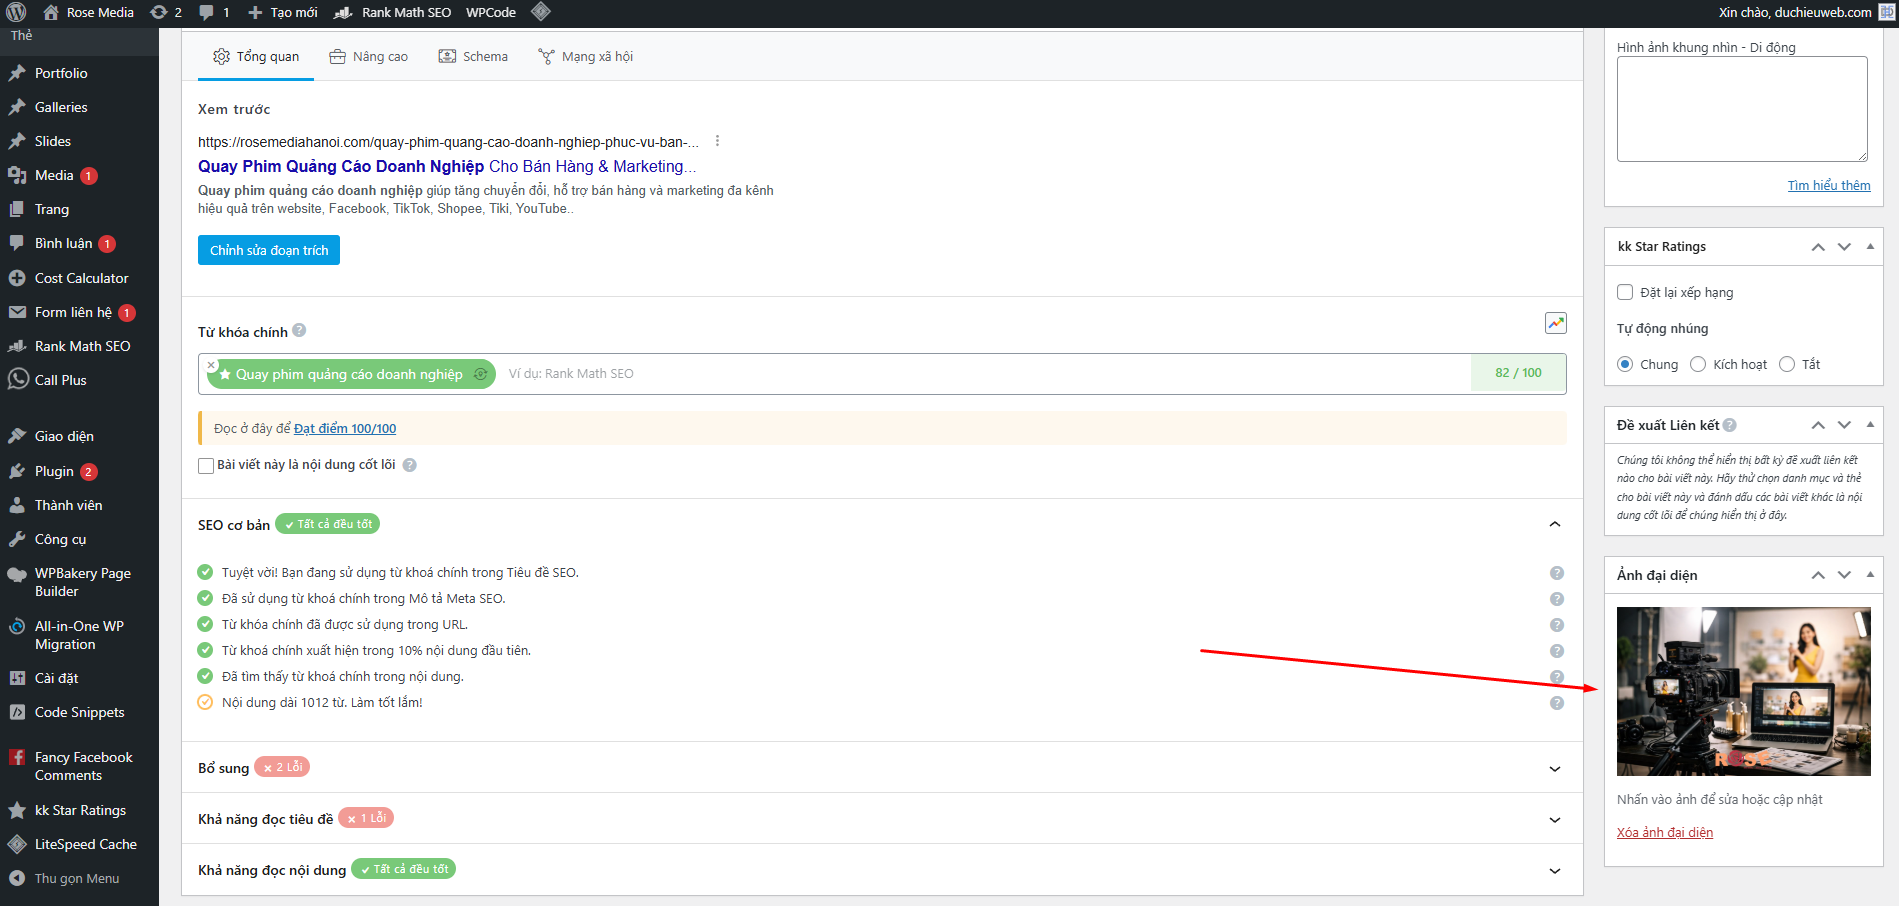 Rose Media
2
1
Tạo mới
Rank Math SEO
WPCode
Xin chào, duchieuweb.com
Thẻ
Portfolio
Galleries
Slides
Media 1
Trang
Bình luận 1
Cost Calculator
Form liên hệ 1
Rank Math SEO
Call Plus
Giao diện
Plugin 2
Thành viên
Công cụ
WPBakery Page
Builder
All-in-One WP
Migration
Cài đặt
Code Snippets
Fancy Facebook
Comments
kk Star Ratings
LiteSpeed Cache
Thu gọn Menu
Tổng quan
Nâng cao
Schema
Mạng xã hội
Xem trước
https://rosemediahanoi.com/quay-phim-quang-cao-doanh-nghiep-phuc-vu-ban-...
Quay Phim Quảng Cáo Doanh Nghiệp Cho Bán Hàng & Marketing...
Quay phim quảng cáo doanh nghiệp giúp tăng chuyển đổi, hỗ trợ bán hàng và marketing đa kênh
hiệu quả trên website, Facebook, TikTok, Shopee, Tiki, YouTube..
Chỉnh sửa đoạn trích
Từ khóa chính ?
Quay phim quảng cáo doanh nghiệp
Ví dụ: Rank Math SEO
82 / 100
Đọc ở đây để Đạt điểm 100/100
Bài viết này là nội dung cốt lõi ?
SEO cơ bản Tất cả đều tốt
Tuyệt vời! Bạn đang sử dụng từ khoá chính trong Tiêu đề SEO. ?
Đã sử dụng từ khoá chính trong Mô tả Meta SEO. ?
Từ khóa chính đã được sử dụng trong URL. ?
Từ khoá chính xuất hiện trong 10% nội dung đầu tiên. ?
Đã tìm thấy từ khoá chính trong nội dung. ?
Nội dung dài 1012 từ. Làm tốt lắm! ?
Bổ sung × 2 Lỗi
Khả năng đọc tiêu đề × 1 Lỗi
Khả năng đọc nội dung Tất cả đều tốt
Hình ảnh khung nhìn - Di động
Tìm hiểu thêm
kk Star Ratings
Đặt lại xếp hạng
Tự động nhúng
Chung
Kích hoạt
Tắt
Đề xuất Liên kết ?
Chúng tôi không thể hiển thị bất kỳ đề xuất liên kết
nào cho bài viết này. Hãy thử chọn danh mục và thẻ
cho bài viết này và đánh dấu các bài viết khác là nội
dung cốt lõi để chúng hiển thị ở đây.
Ảnh đại diện
ROSE
Nhấn vào ảnh để sửa hoặc cập nhật
Xóa ảnh đại diện